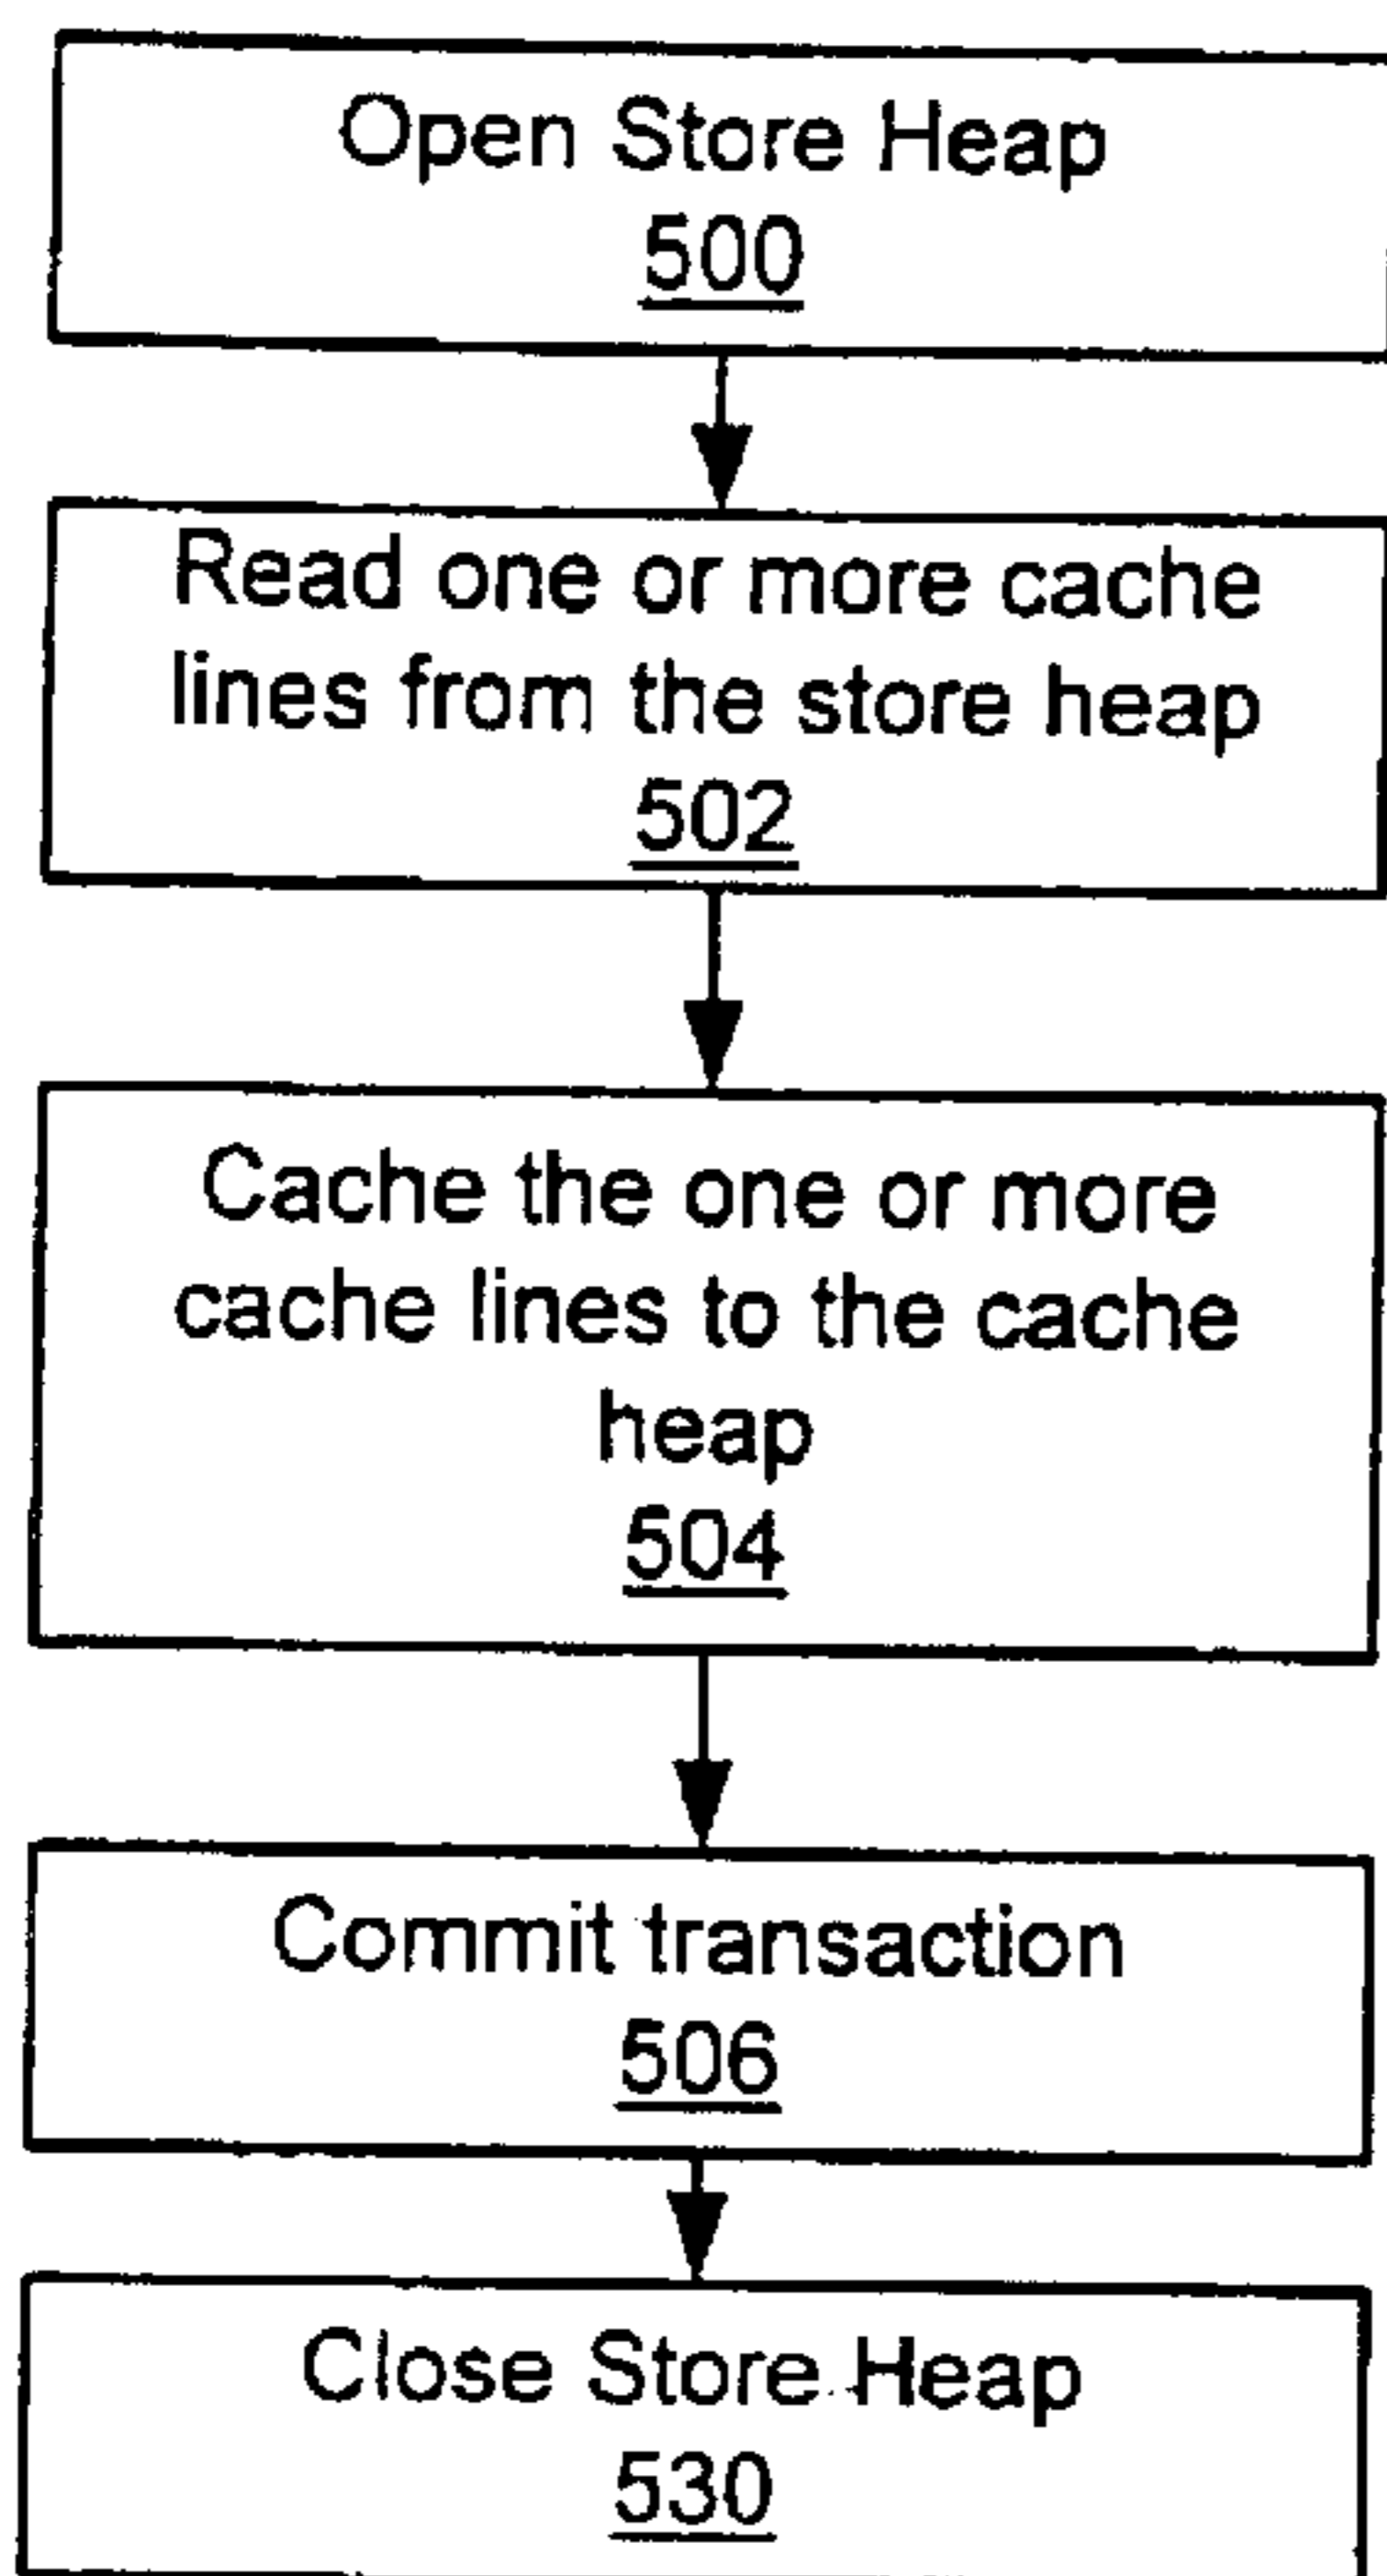 Open Store Heap
500
Read one or more cache
lines from the store heap
502
Cache the one or more
cache lines to the cache
heap
504
Commit transaction
506
Close Store Heap
530